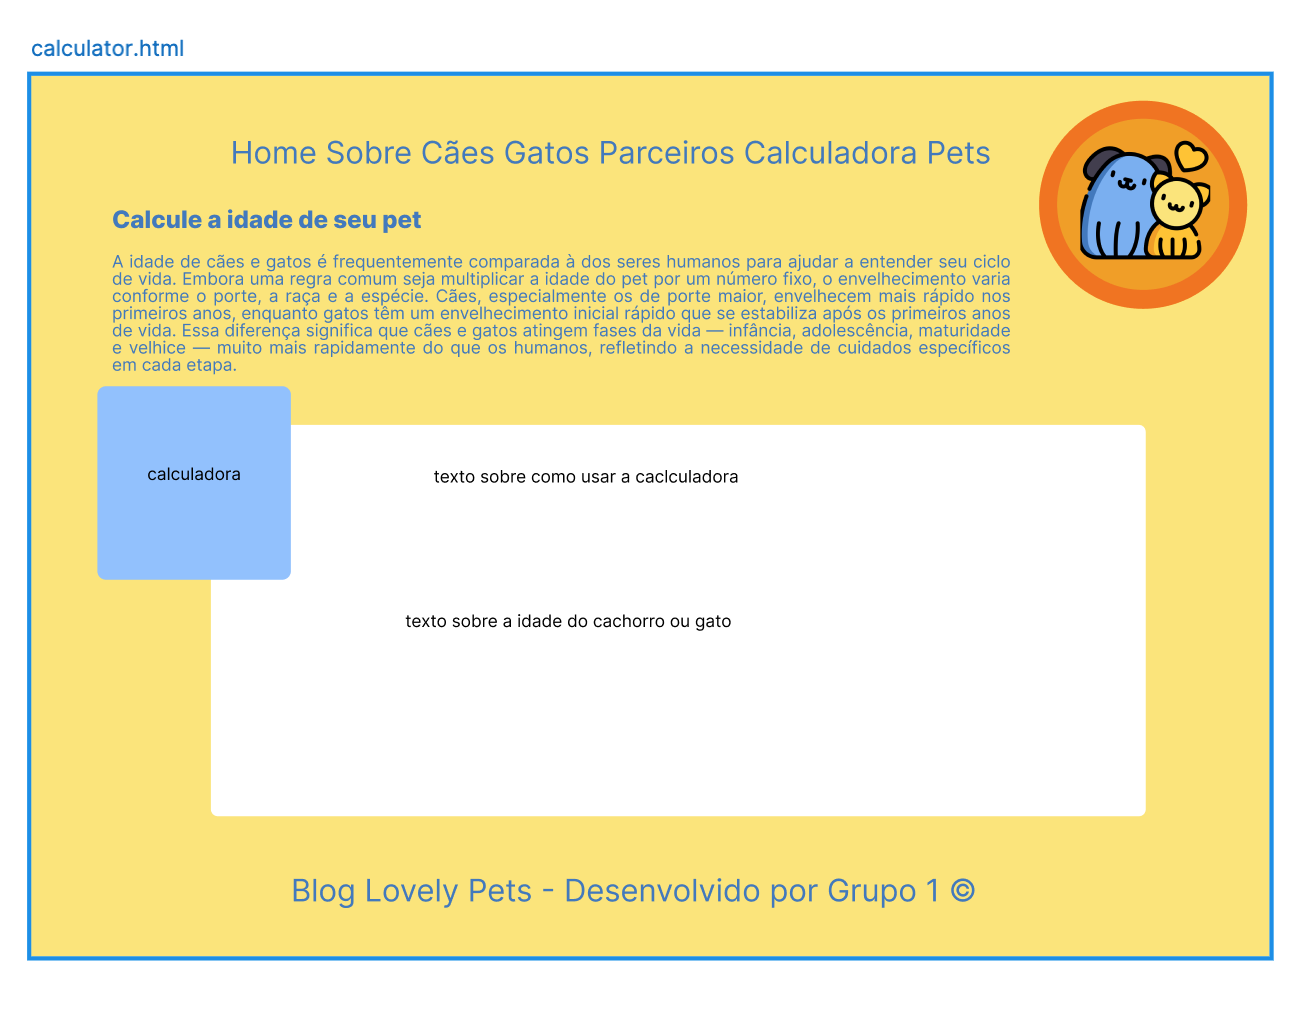 calculator.html
Home Sobre Cães Gatos Parceiros Calculadora Pets
Calcule a idade de seu pet
A idade de cães e gatos é frequentemente comparada à dos seres humanos para ajudar a entender seu ciclo
de vida. Embora uma regra comum seja multiplicar a idade do pet por um número fixo, o envelhecimento varia
conforme o porte, a raça e a espécie. Cães, especialmente os de porte maior, envelhecem mais rápido nos
primeiros anos, enquanto gatos têm um envelhecimento inicial rápido que se estabiliza após os primeiros anos
de vida. Essa diferença significa que cães e gatos atingem fases da vida — infância, adolescência, maturidade
e velhice — muito mais rapidamente do que os humanos, refletindo a necessidade de cuidados específicos
em cada etapa.
calculadora
texto sobre como usar a caclculadora
texto sobre a idade do cachorro ou gato
Blog Lovely Pets - Desenvolvido por Grupo 1 ©